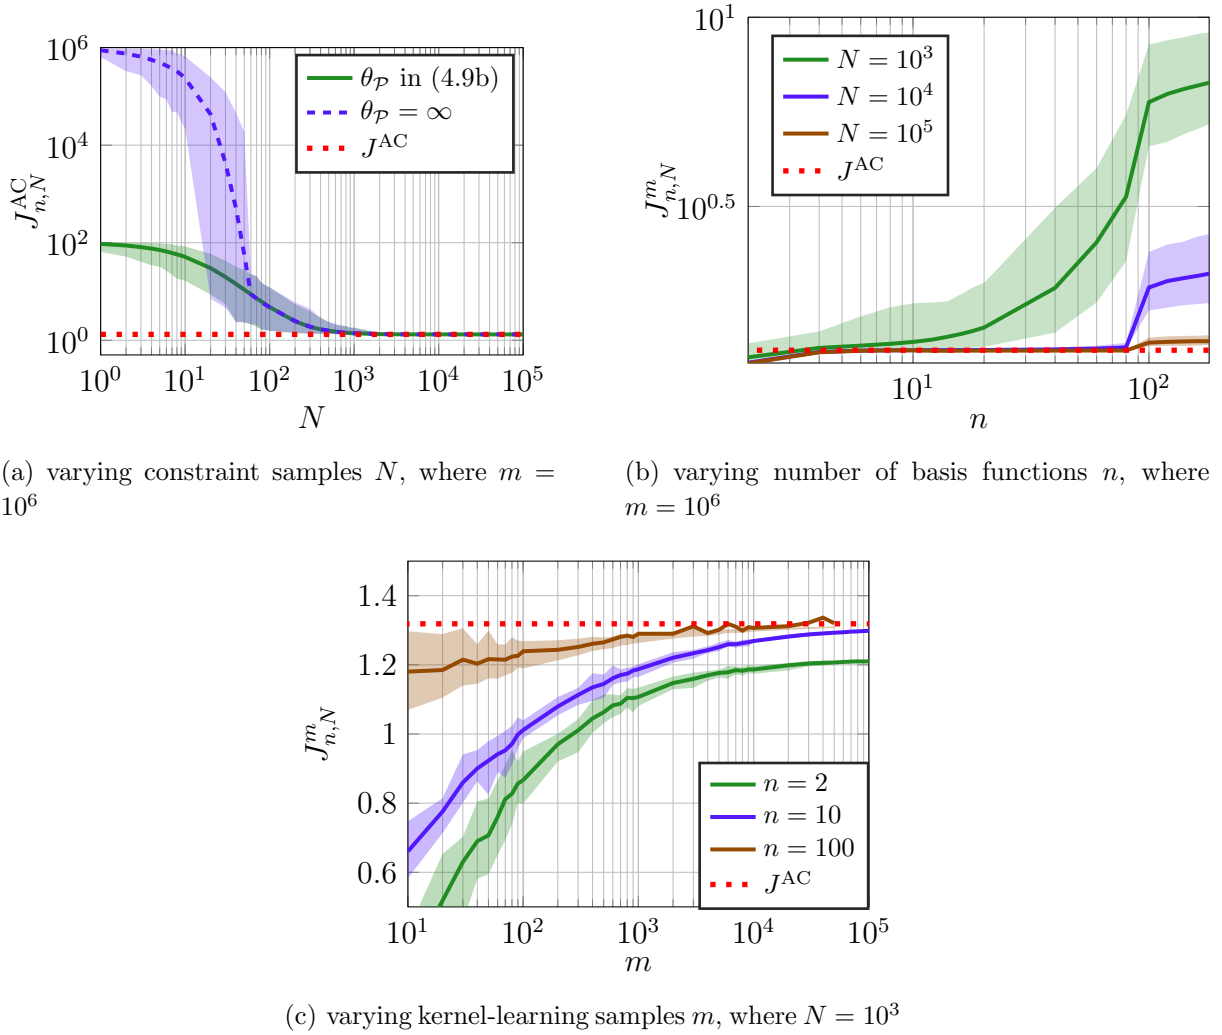 10^6
10^4
10^2
10^0
J^{AC}_{n,N}
θ_𝒫 in (4.9b)
θ_𝒫 = ∞
J^{AC}
10^0 10^1 10^2 10^3 10^4 10^5
N
(a) varying constraint samples N, where m =
10^6
10^1
10^{0.5}
J^m_{n,N}
N = 10^3
N = 10^4
N = 10^5
J^{AC}
10^1 10^2
n
(b) varying number of basis functions n, where
m = 10^6
1.4
1.2
1
0.8
0.6
J^m_{n,N}
n = 2
n = 10
n = 100
J^{AC}
10^1 10^2 10^3 10^4 10^5
m
(c) varying kernel-learning samples m, where N = 10^3